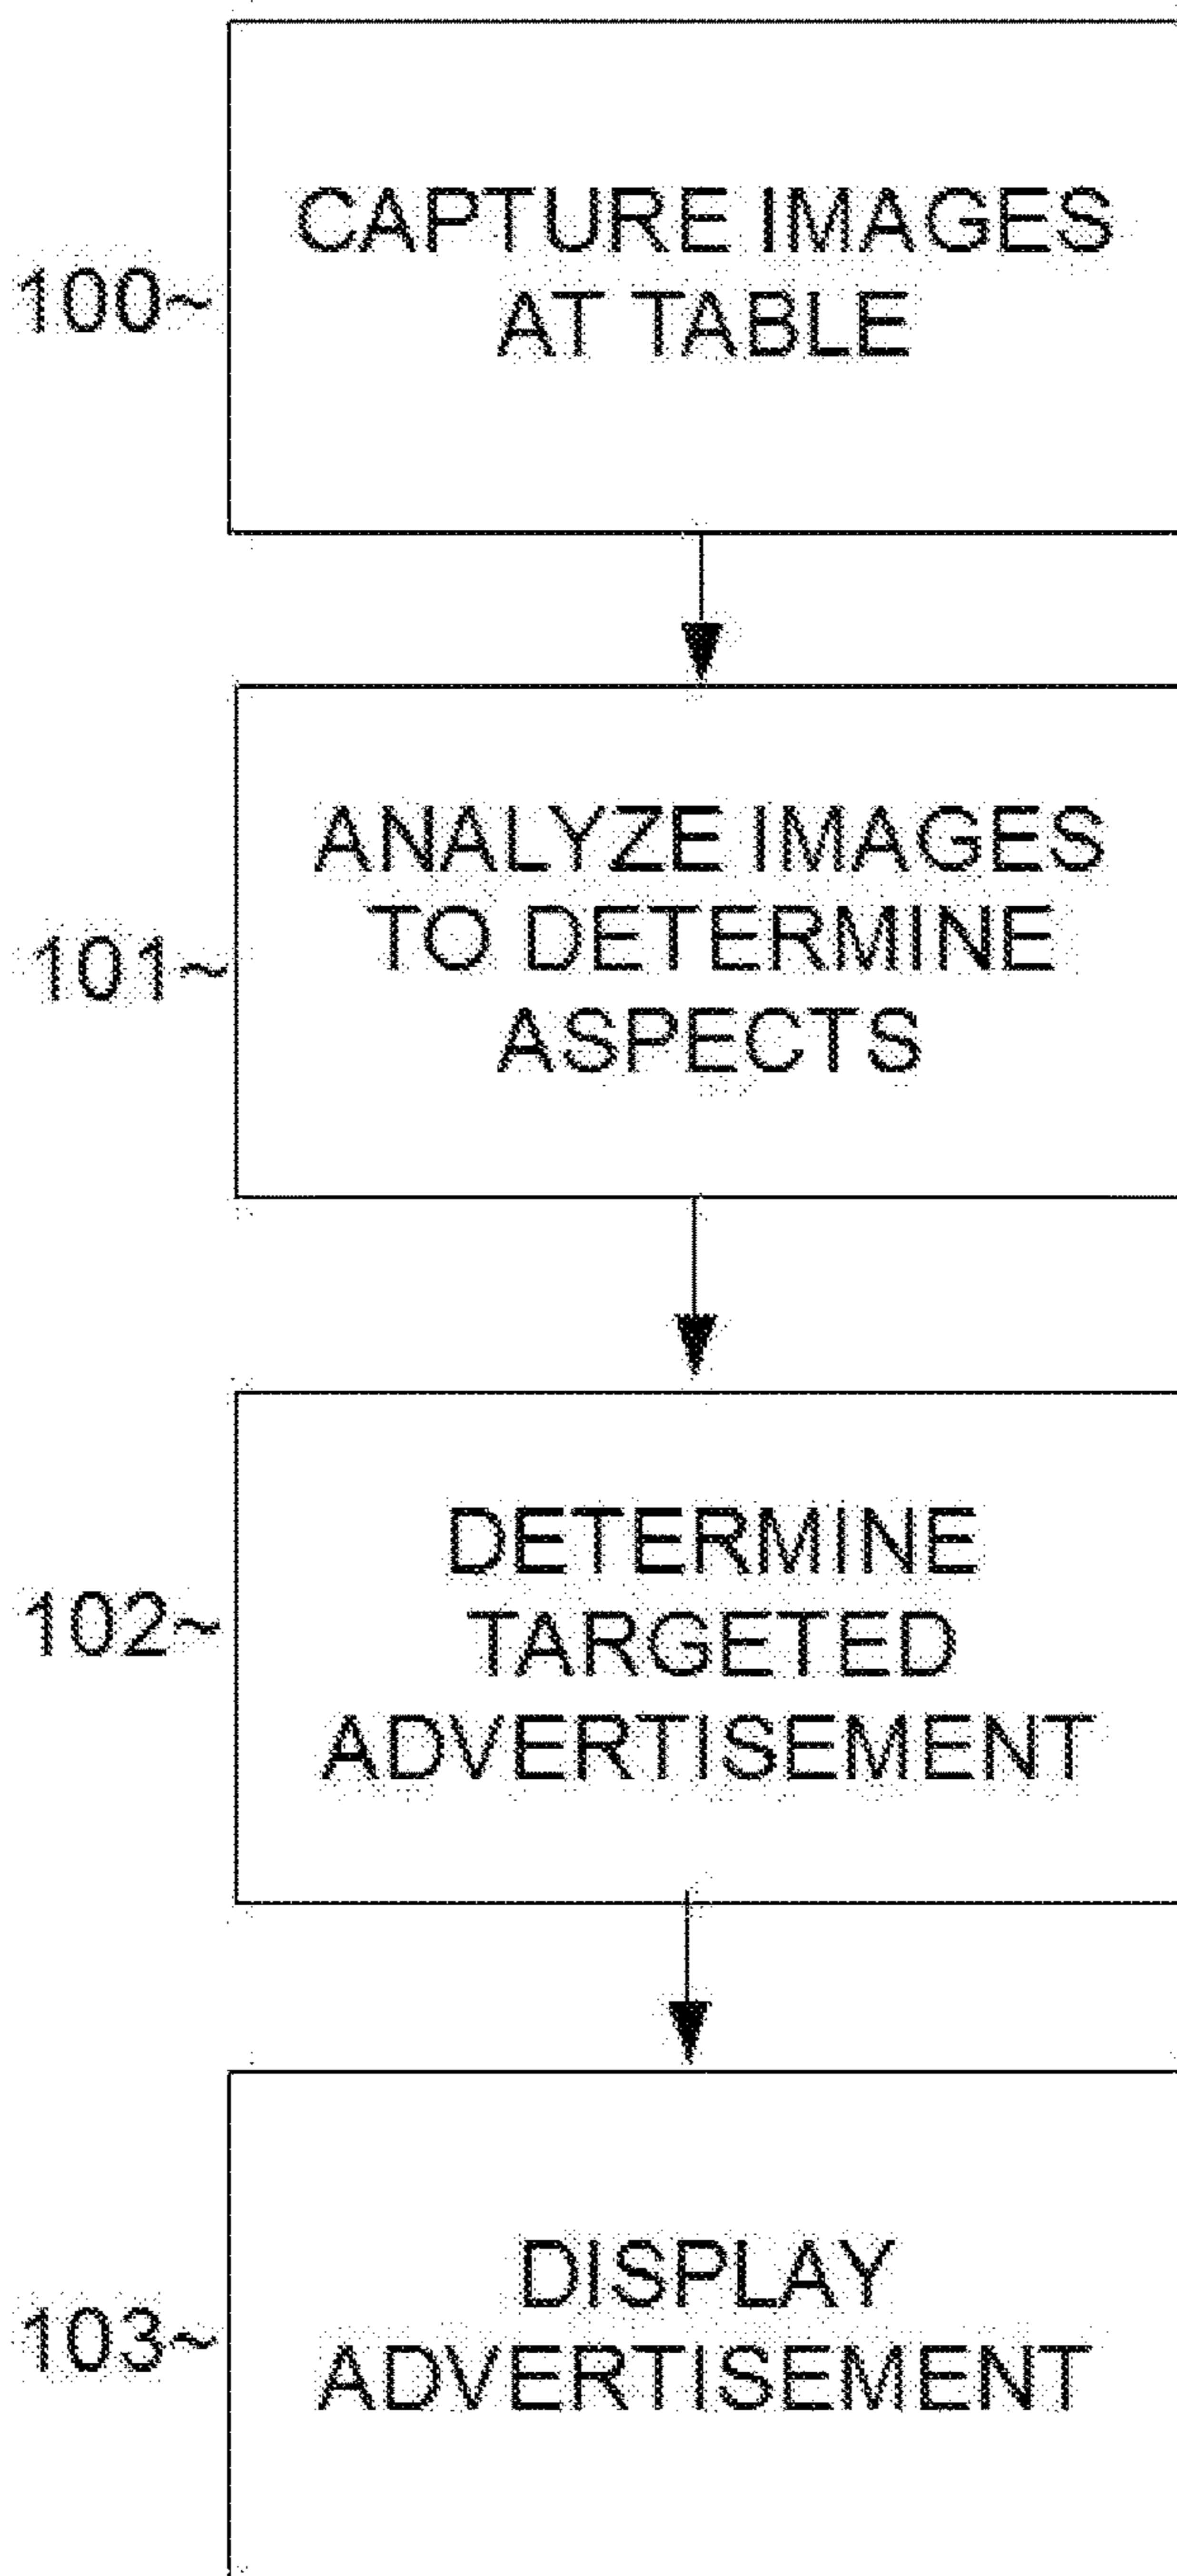 CAPTURE IMAGES
AT TABLE
100~
ANALYZE IMAGES
TO DETERMINE
ASPECTS
101~
DETERMINE
TARGETED
ADVERTISEMENT
102~
DISPLAY
ADVERTISEMENT
103~